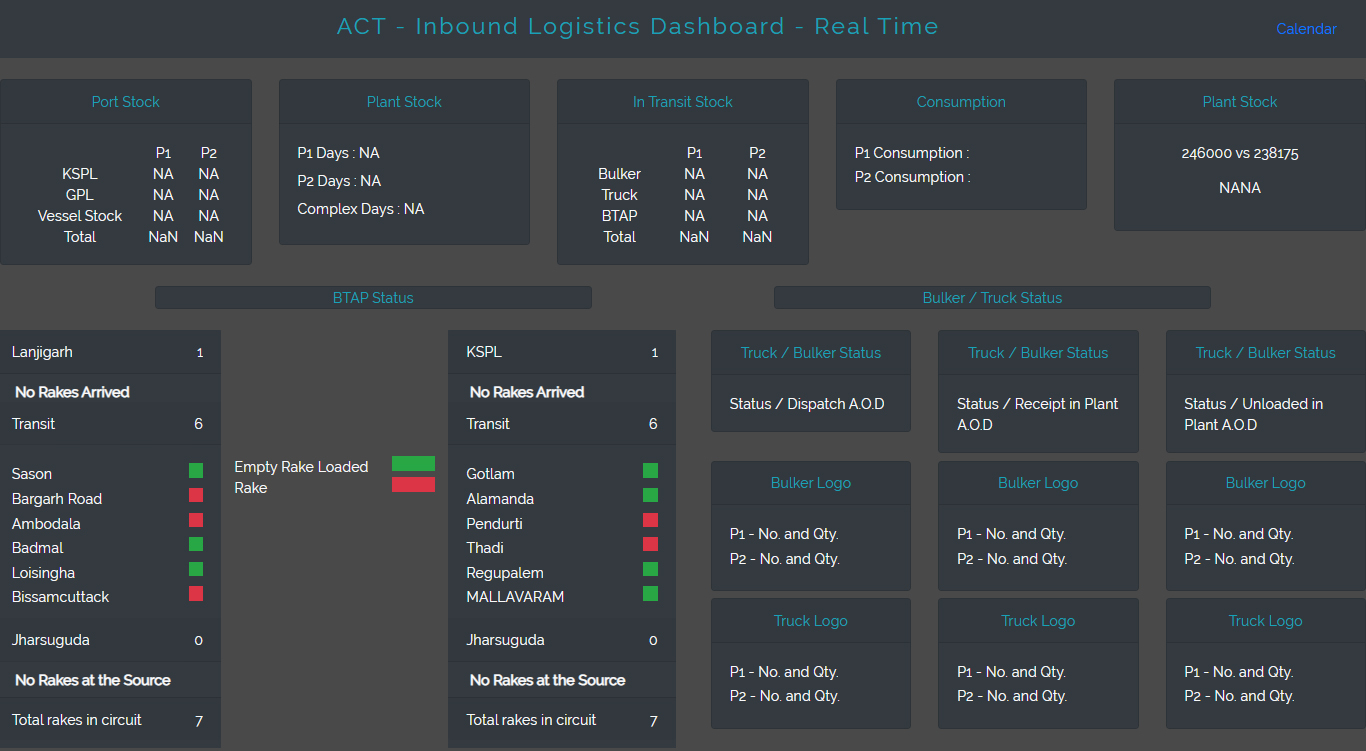 ACT - Inbound Logistics Dashboard - Real Time
Calendar
Port Stock
P1 P2
KSPL NA NA
GPL NA NA
Vessel Stock NA NA
Total NaN NaN
Plant Stock
P1 Days : NA
P2 Days : NA
Complex Days : NA
In Transit Stock
P1 P2
Bulker NA NA
Truck NA NA
BTAP NA NA
Total NaN NaN
Consumption
P1 Consumption :
P2 Consumption :
Plant Stock
246000 vs 238175
NANA
BTAP Status
Lanjigarh 1
No Rakes Arrived
Transit 6
Sason
Bargarh Road
Ambodala
Badmal
Loisingha
Bissamcuttack
Jharsuguda 0
No Rakes at the Source
Total rakes in circuit 7
Empty Rake Loaded
Rake
KSPL 1
No Rakes Arrived
Transit 6
Gotlam
Alamanda
Pendurti
Thadi
Regupalem
MALLAVARAM
Jharsuguda 0
No Rakes at the Source
Total rakes in circuit 7
Bulker / Truck Status
Truck / Bulker Status
Status / Dispatch A.O.D
Truck / Bulker Status
Status / Receipt in Plant
A.O.D
Truck / Bulker Status
Status / Unloaded in
Plant A.O.D
Bulker Logo
P1 - No. and Qty.
P2 - No. and Qty.
Bulker Logo
P1 - No. and Qty.
P2 - No. and Qty.
Bulker Logo
P1 - No. and Qty.
P2 - No. and Qty.
Truck Logo
P1 - No. and Qty.
P2 - No. and Qty.
Truck Logo
P1 - No. and Qty.
P2 - No. and Qty.
Truck Logo
P1 - No. and Qty.
P2 - No. and Qty.